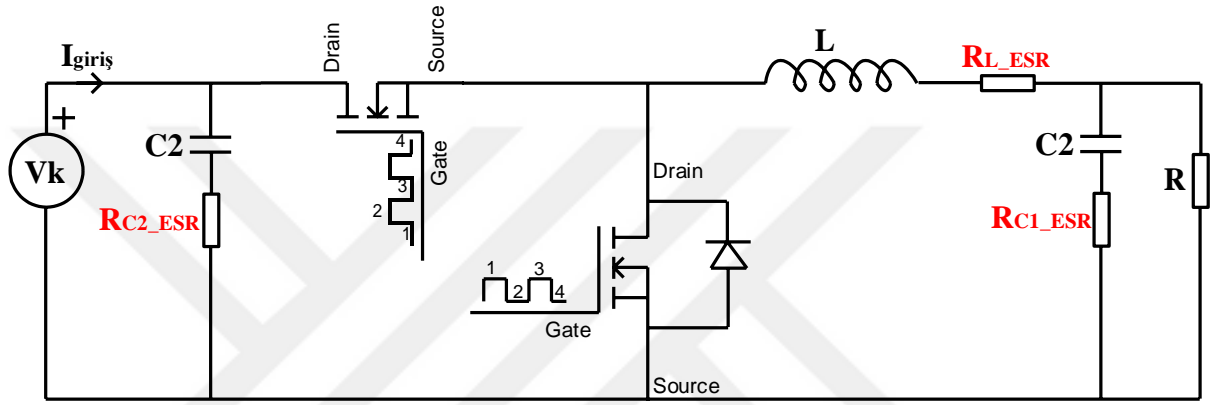 Igiriş
Drain
Source
L
RL_ESR
+
C2
4
3
2
1
Gate
Drain
C2
R
Vk
RC2_ESR
RC1_ESR
1
3
2
4
Gate
Source